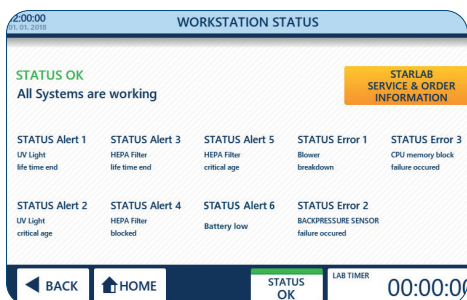 2:00:00
01. 01. 2018
WORKSTATION STATUS
STATUS OK
All Systems are working
STARLAB
SERVICE & ORDER
INFORMATION
STATUS Alert 1
UV Light
life time end
STATUS Alert 3
HEPA Filter
life time end
STATUS Alert 5
HEPA Filter
critical age
STATUS Error 1
Blower
breakdown
STATUS Error 3
CPU memory block
failure occured
STATUS Alert 2
UV Light
critical age
STATUS Alert 4
HEPA Filter
blocked
STATUS Alert 6
Battery low
STATUS Error 2
BACKPRESSURE SENSOR
failure occured
BACK
HOME
STATUS
OK
LAB TIMER
00:00:00